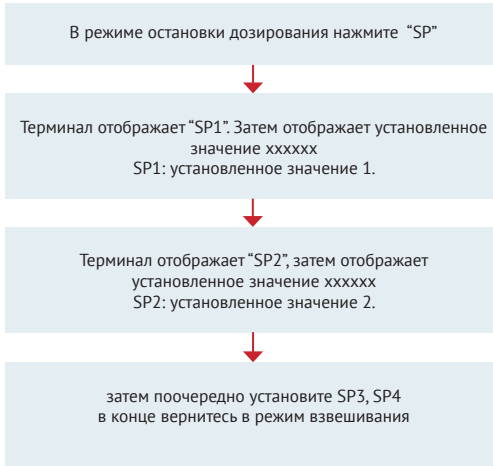 В режиме остановки дозирования нажмите “SP”
Терминал отображает “SP1”. Затем отображает установленное
значение xxxxxx
SP1: установленное значение 1.
Терминал отображает “SP2”, затем отображает
установленное значение xxxxxx
SP2: установленное значение 2.
затем поочередно установите SP3, SP4
в конце вернитесь в режим взвешивания